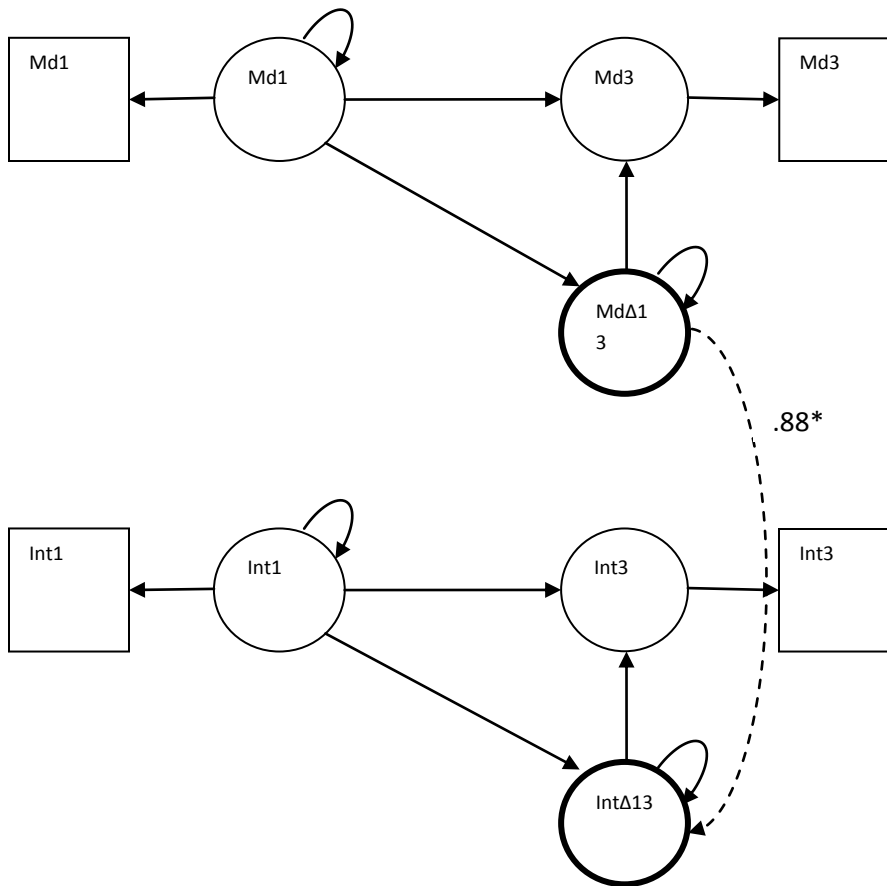 Md1
Md1
Md3
Md3
MdΔ1
3
.88*
Int1
Int1
Int3
Int3
IntΔ13